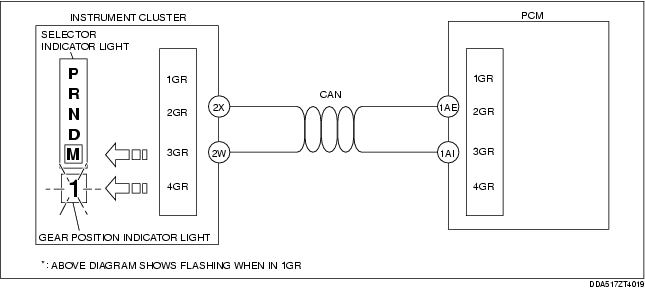 INSTRUMENT CLUSTER
PCM
SELECTOR
INDICATOR LIGHT
P
R
N
D
M
1
1GR
2GR
3GR
4GR
2X
2W
CAN
1AE
1AI
1GR
2GR
3GR
4GR
GEAR POSITION INDICATOR LIGHT
*: ABOVE DIAGRAM SHOWS FLASHING WHEN IN 1GR
DDA517ZT4019